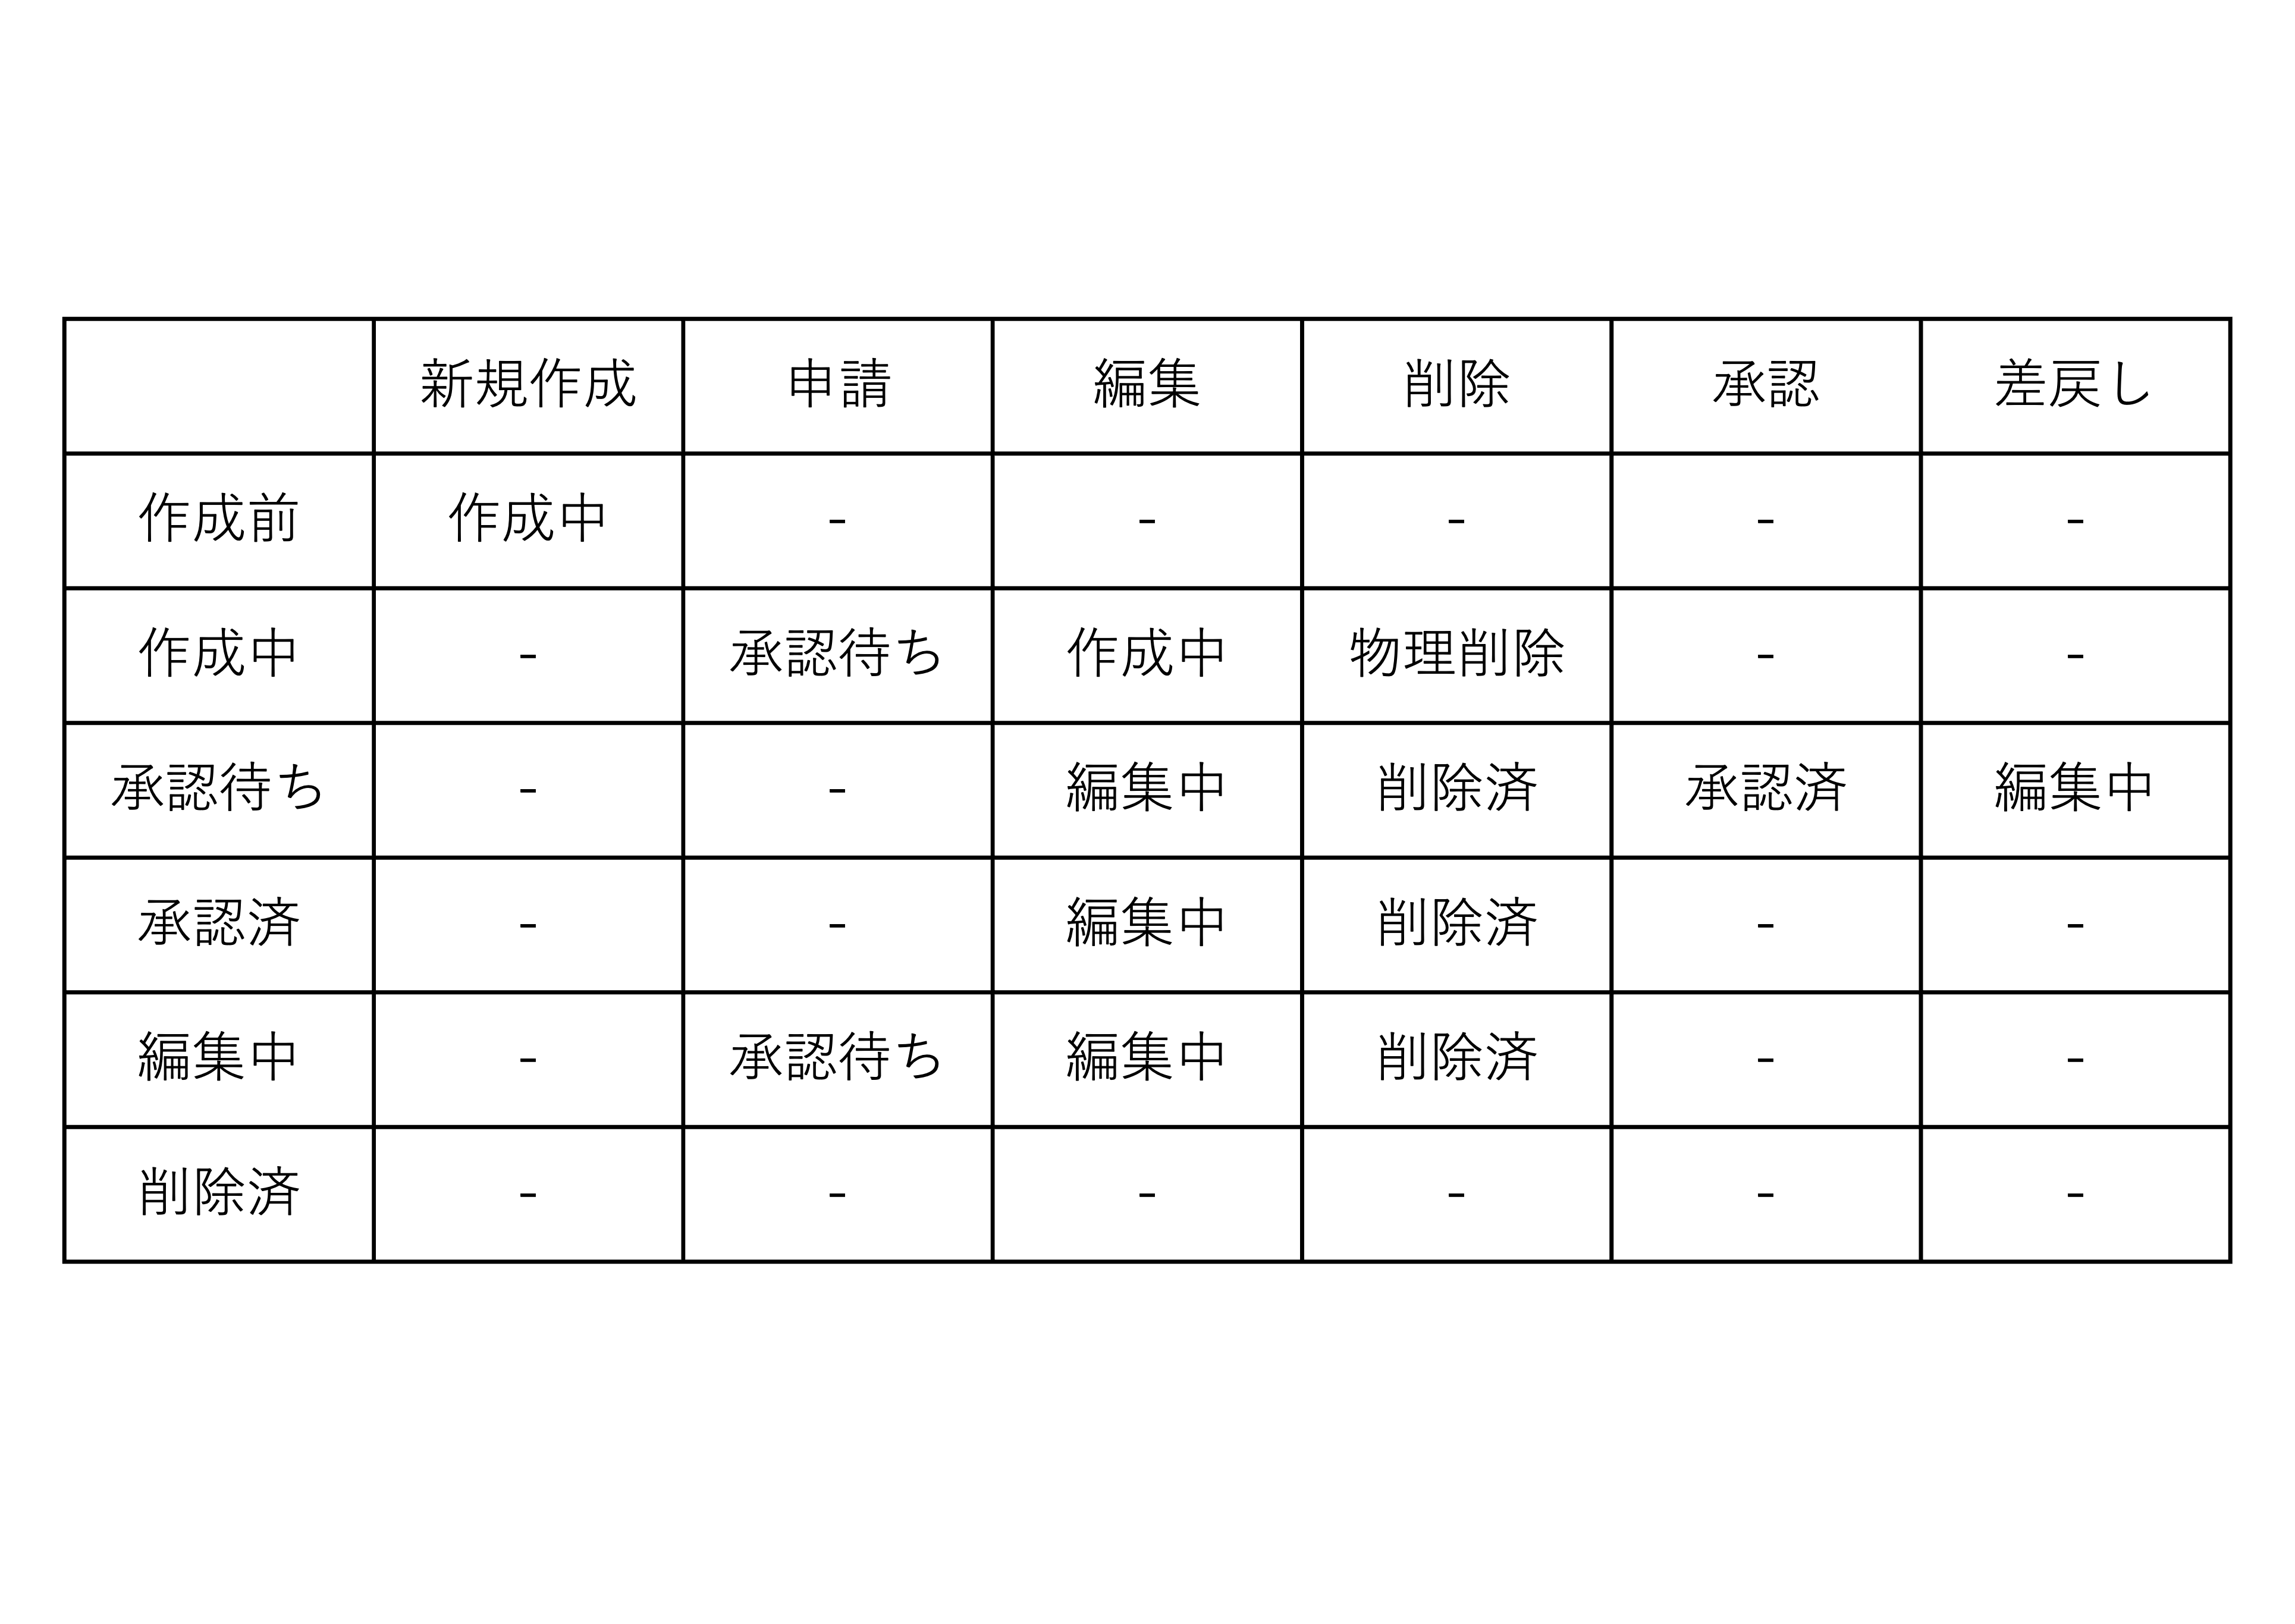 新規作成 申請 編集 削除 承認 差戻し
作成前 作成中 - - - - -
作成中 - 承認待ち 作成中 物理削除 - -
承認待ち - - 編集中 削除済 承認済 編集中
承認済 - - 編集中 削除済 - -
編集中 - 承認待ち 編集中 削除済 - -
削除済 - - - - - -